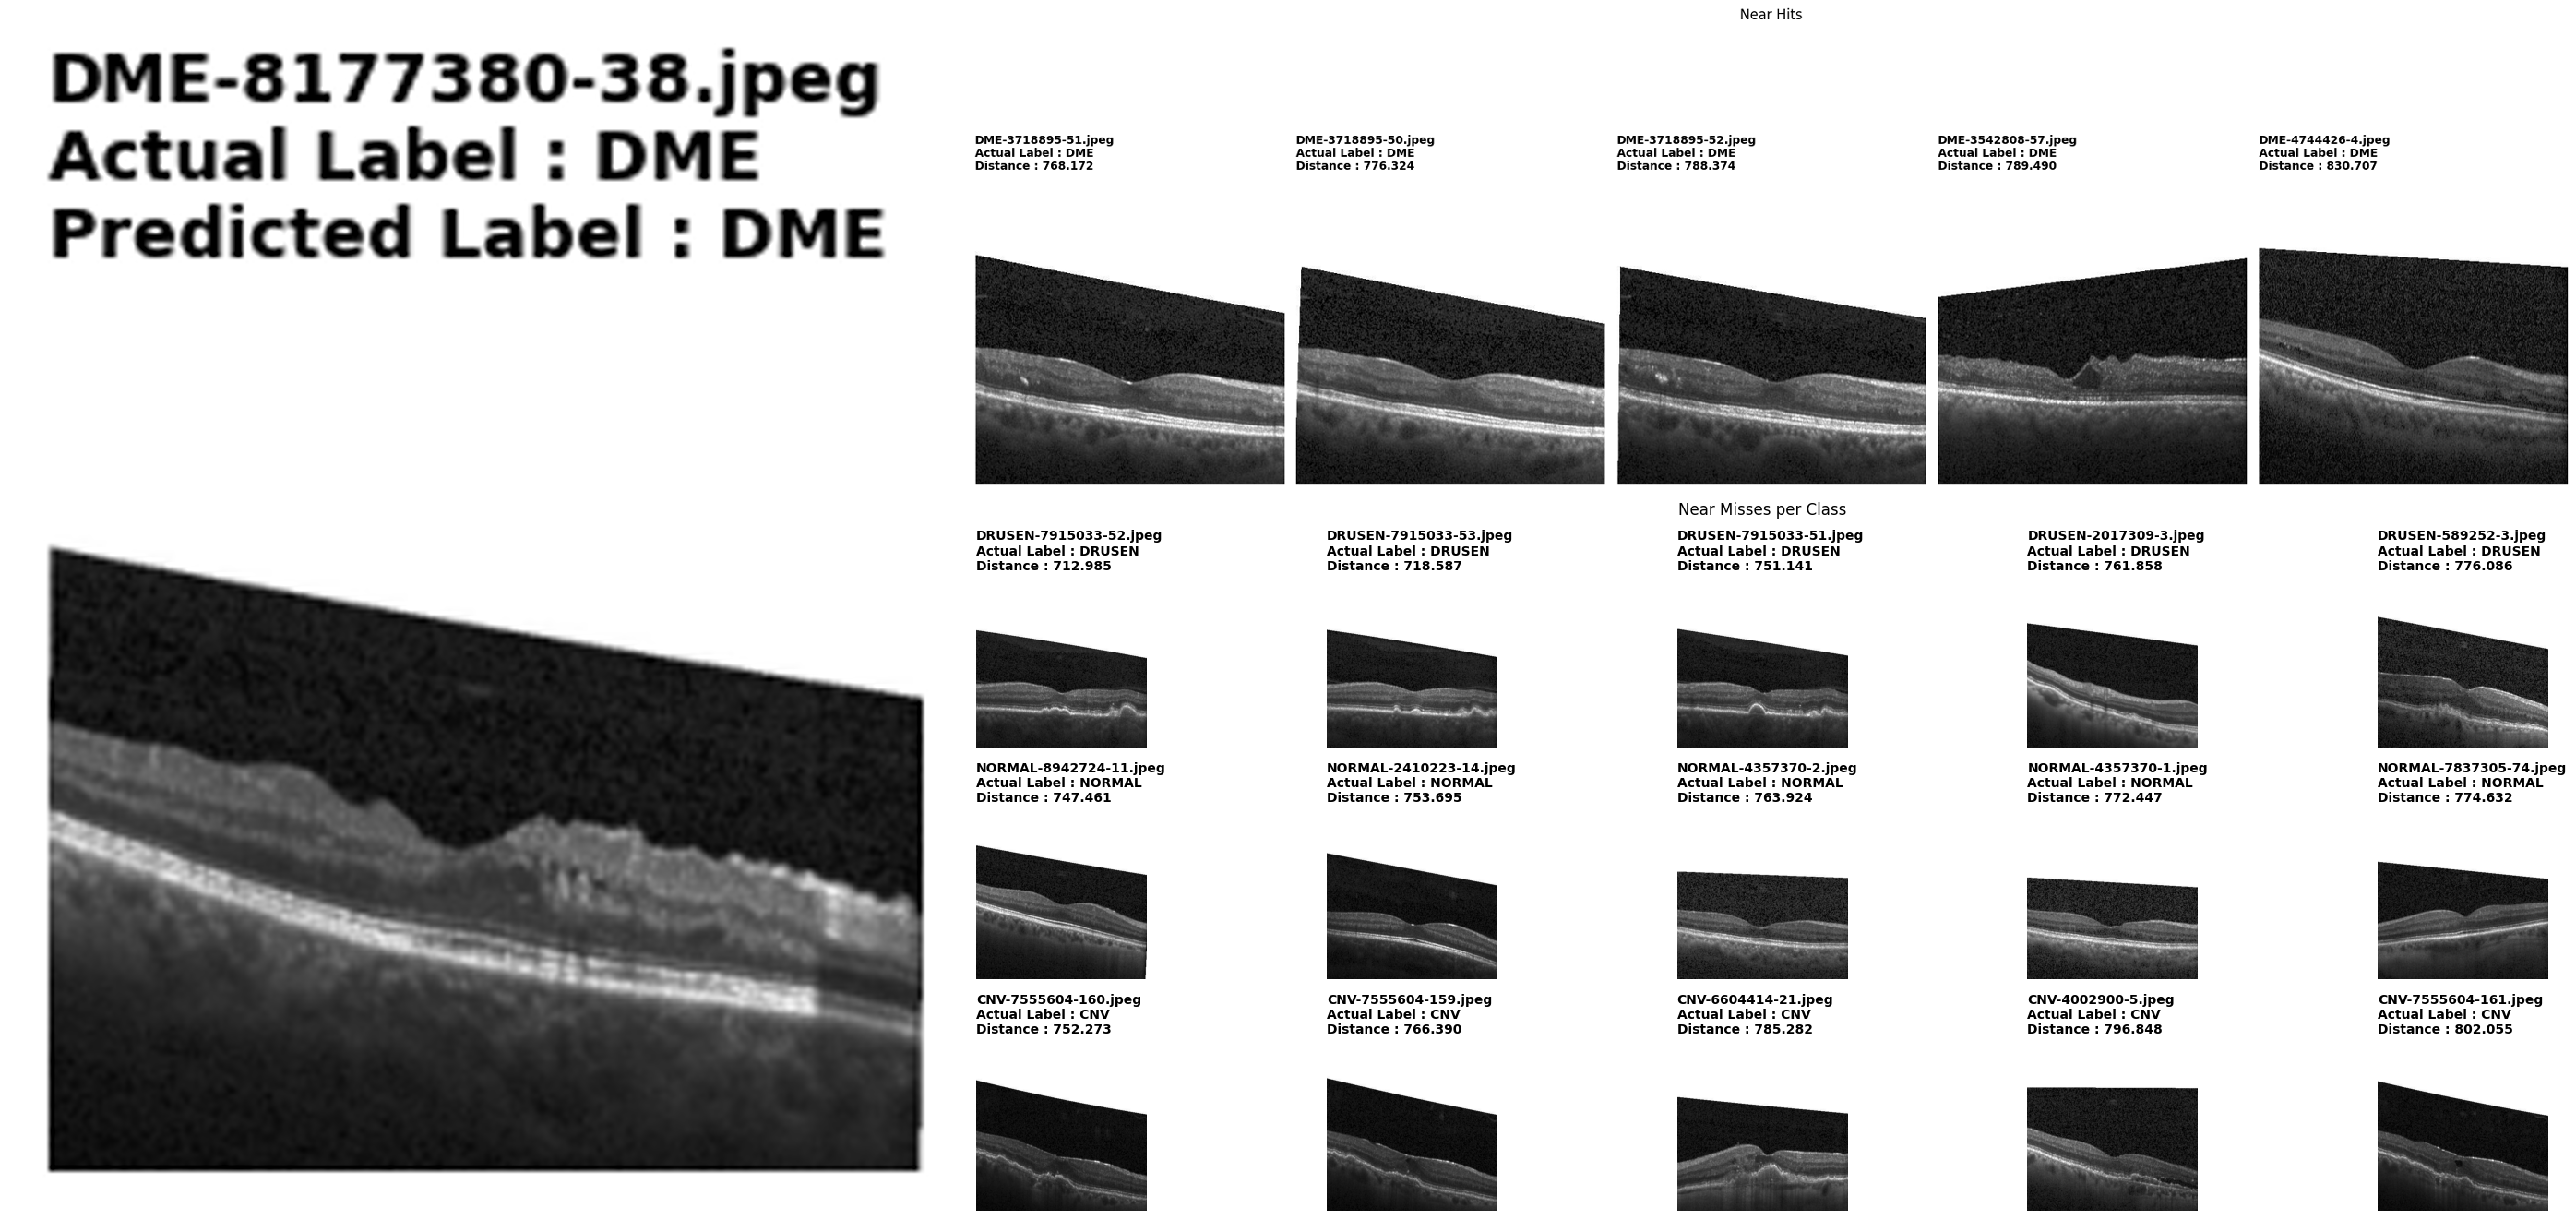 DME-8177380-38.jpeg
Actual Label : DME
Predicted Label : DME
Near Hits
DME-3718895-51.jpeg
Actual Label : DME
Distance : 768.172
DME-3718895-50.jpeg
Actual Label : DME
Distance : 776.324
DME-3718895-52.jpeg
Actual Label : DME
Distance : 788.374
DME-3542808-57.jpeg
Actual Label : DME
Distance : 789.490
DME-4744426-4.jpeg
Actual Label : DME
Distance : 830.707
Near Misses per Class
DRUSEN-7915033-52.jpeg
Actual Label : DRUSEN
Distance : 712.985
DRUSEN-7915033-53.jpeg
Actual Label : DRUSEN
Distance : 718.587
DRUSEN-7915033-51.jpeg
Actual Label : DRUSEN
Distance : 751.141
DRUSEN-2017309-3.jpeg
Actual Label : DRUSEN
Distance : 761.858
DRUSEN-589252-3.jpeg
Actual Label : DRUSEN
Distance : 776.086
NORMAL-8942724-11.jpeg
Actual Label : NORMAL
Distance : 747.461
NORMAL-2410223-14.jpeg
Actual Label : NORMAL
Distance : 753.695
NORMAL-4357370-2.jpeg
Actual Label : NORMAL
Distance : 763.924
NORMAL-4357370-1.jpeg
Actual Label : NORMAL
Distance : 772.447
NORMAL-7837305-74.jpeg
Actual Label : NORMAL
Distance : 774.632
CNV-7555604-160.jpeg
Actual Label : CNV
Distance : 752.273
CNV-7555604-159.jpeg
Actual Label : CNV
Distance : 766.390
CNV-6604414-21.jpeg
Actual Label : CNV
Distance : 785.282
CNV-4002900-5.jpeg
Actual Label : CNV
Distance : 796.848
CNV-7555604-161.jpeg
Actual Label : CNV
Distance : 802.055